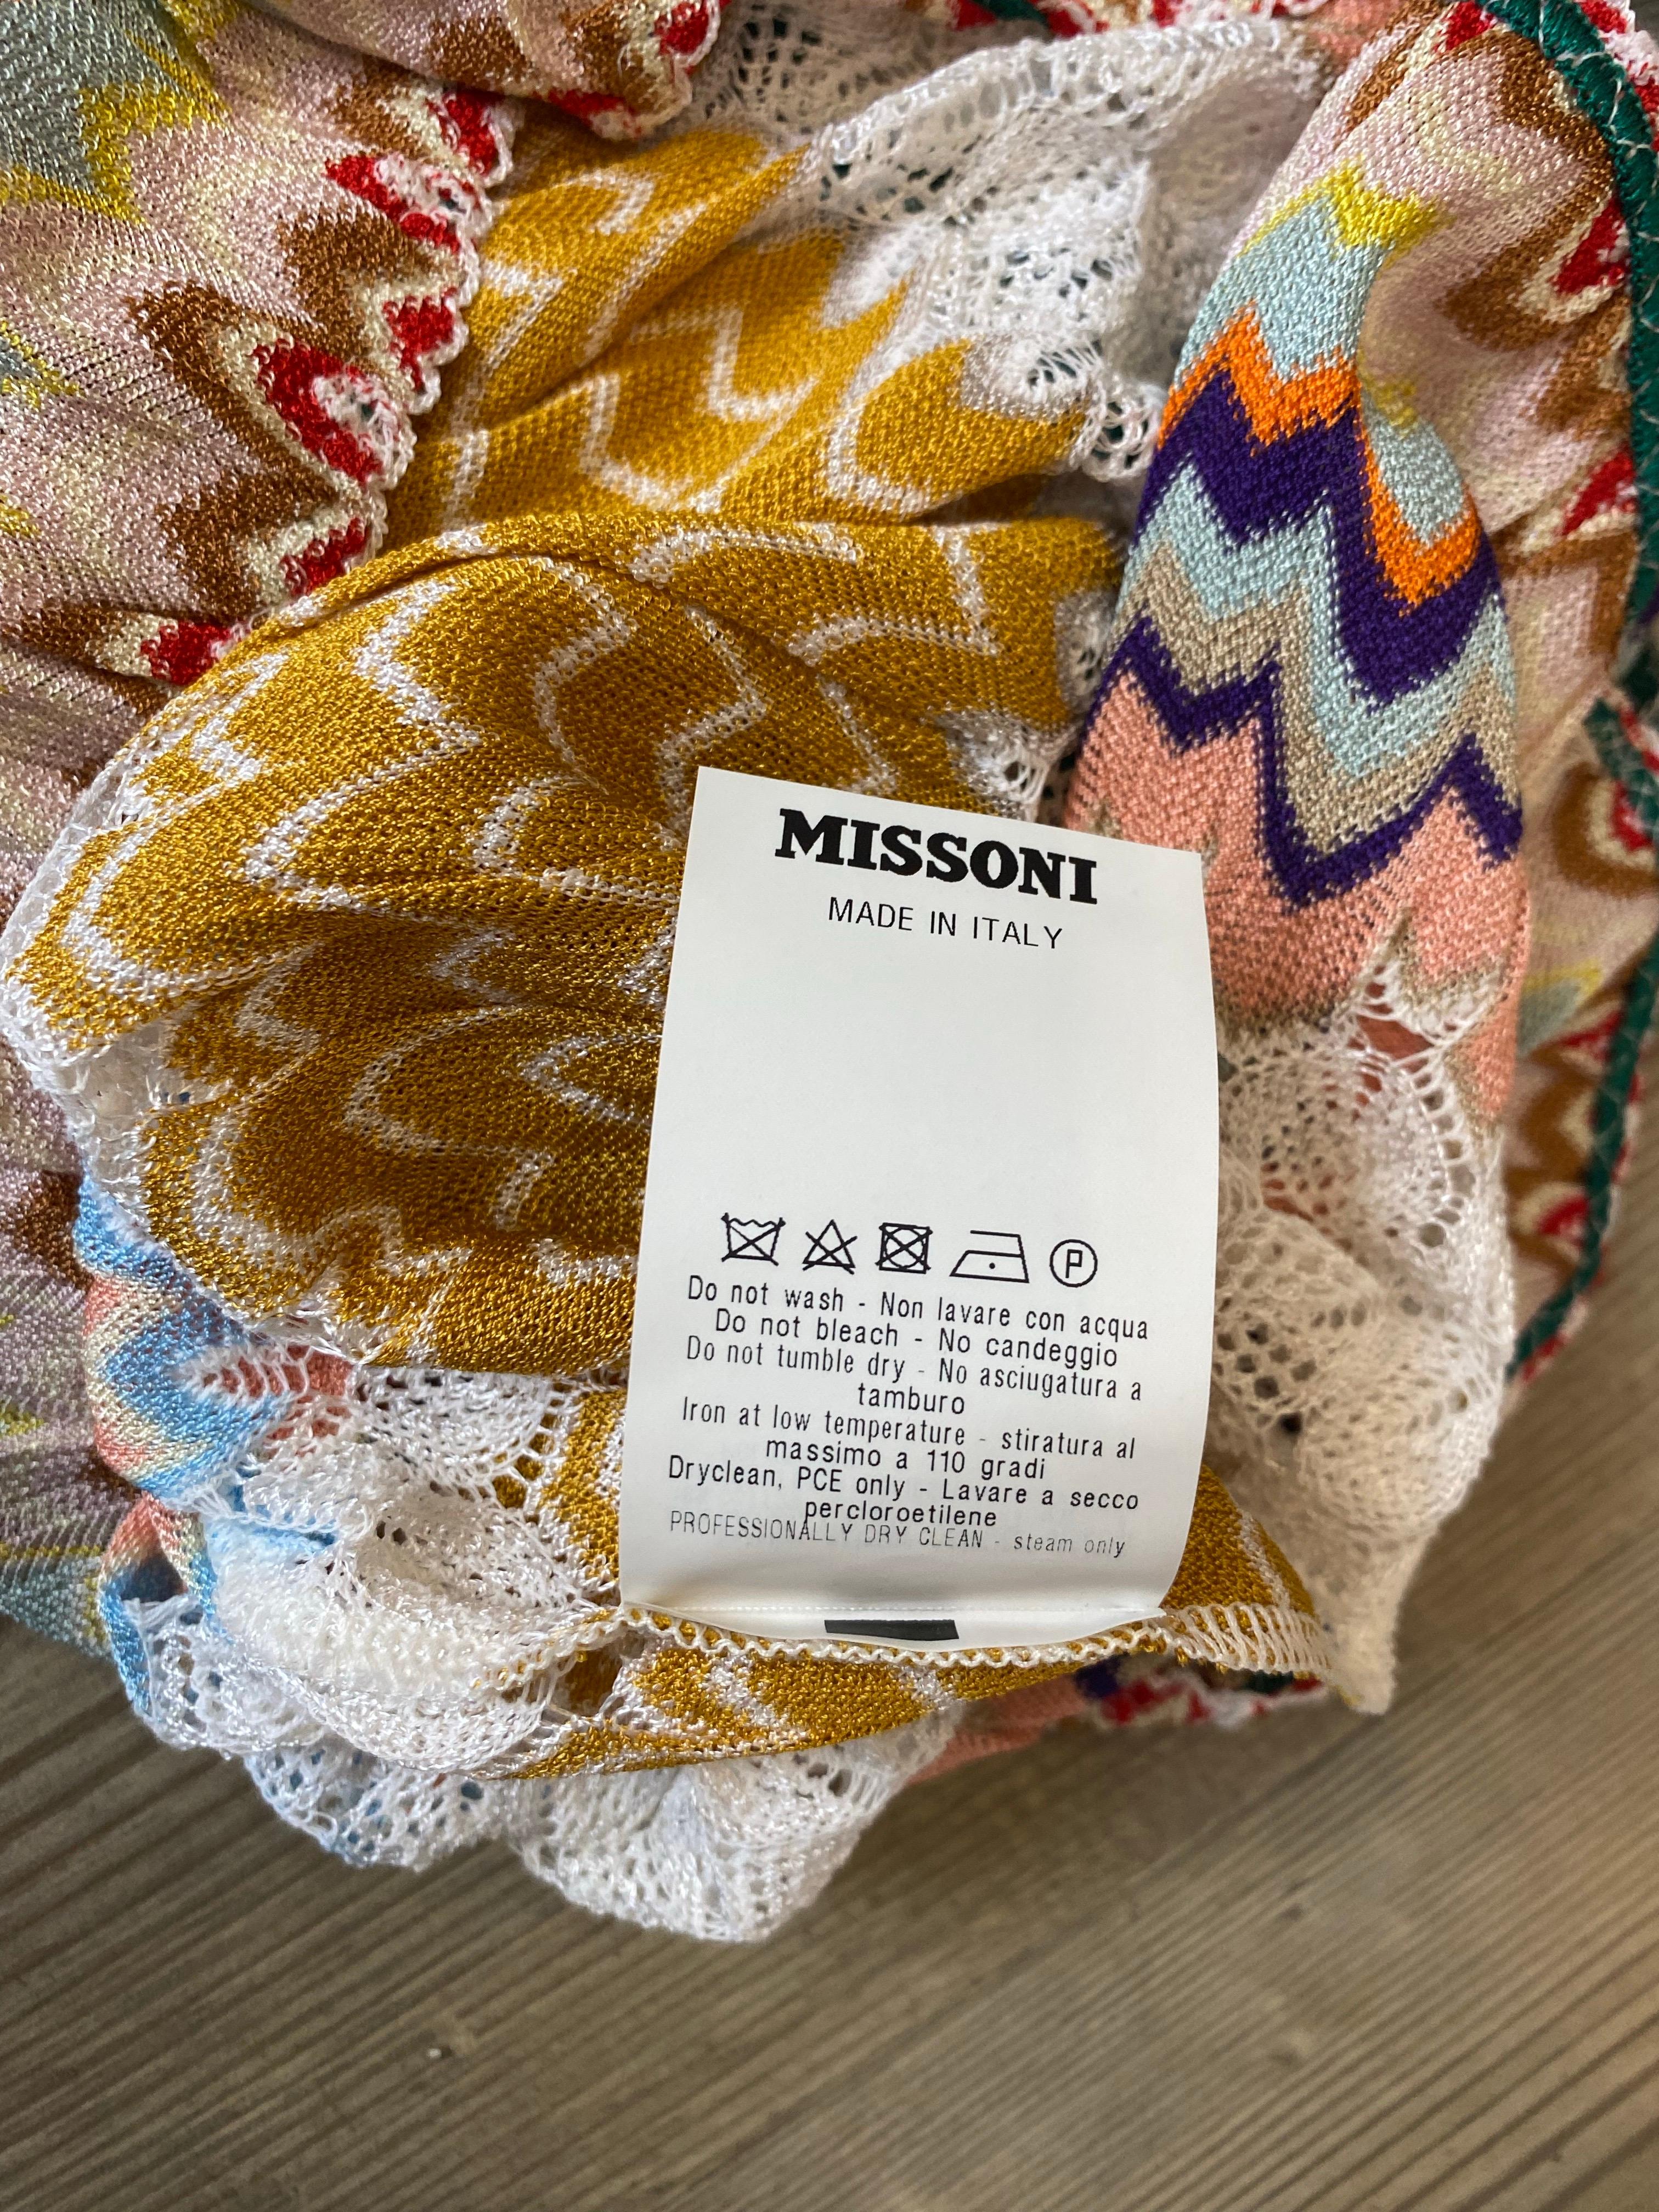 MISSONI
MADE IN ITALY
P
Do not wash - Non lavare con acqua
Do not bleach - No candeggio
Do not tumble dry - No asciugatura a
tamburo
Iron at low temperature - stiratura al
massimo a 110 gradi
Dryclean, PCE only - Lavare a secco
percloroetilene
PROFESSIONALLY DRY CLEAN - steam only